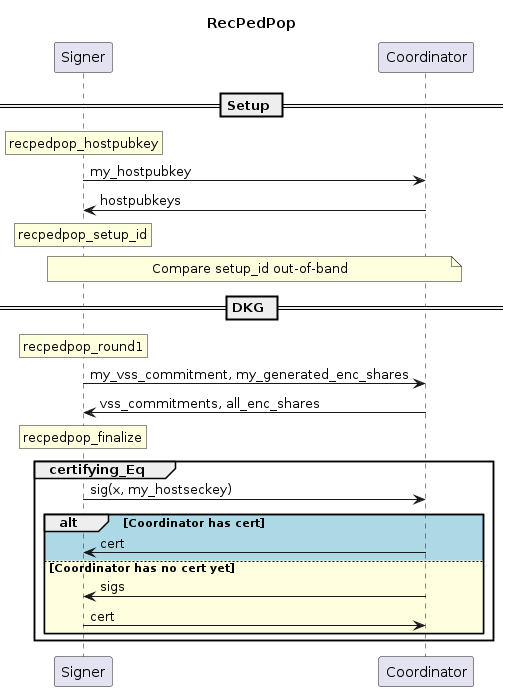 RecPedPop
Signer
Coordinator
Setup
recpedpop_hostpubkey
my_hostpubkey
hostpubkeys
recpedpop_setup_id
Compare setup_id out-of-band
DKG
recpedpop_round1
my_vss_commitment, my_generated_enc_shares
vss_commitments, all_enc_shares
recpedpop_finalize
certifying_Eq
sig(x, my_hostseckey)
alt [Coordinator has cert]
cert
[Coordinator has no cert yet]
sigs
cert
Signer
Coordinator